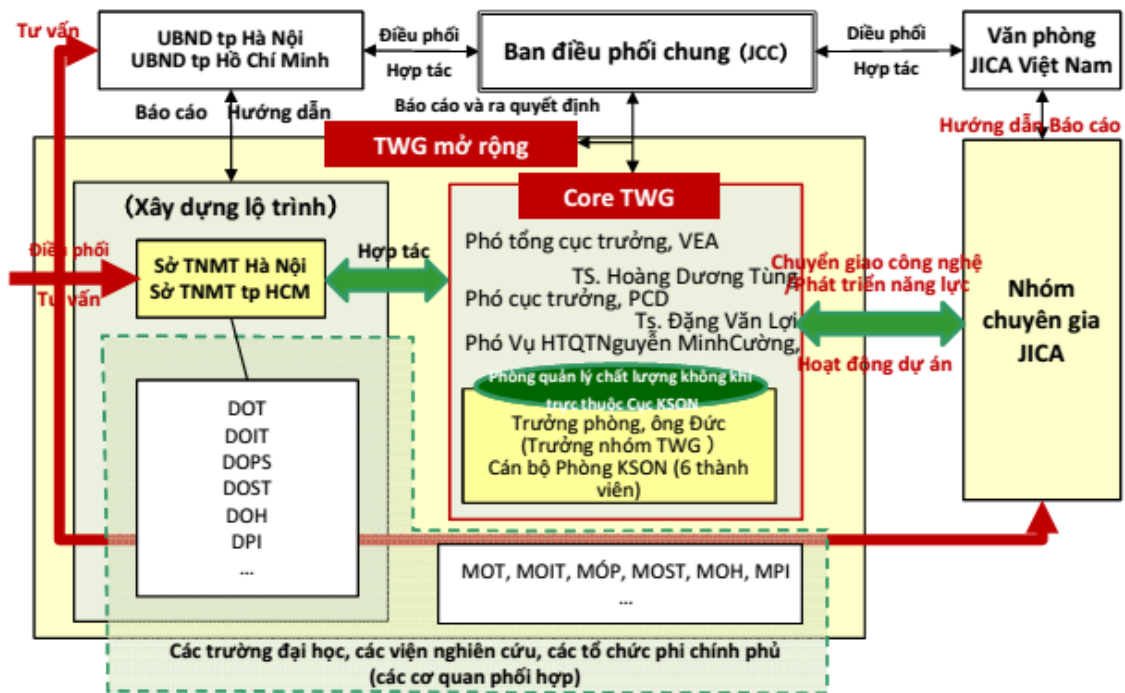 Tư vấn
UBND tp Hà Nội
UBND tp Hồ Chí Minh
Điều phối
Hợp tác
Ban điều phối chung (JCC)
Diều phối
Hợp tác
Văn phòng
JICA Việt Nam
Báo cáo Hướng dẫn
Báo cáo và ra quyết định
Hướng dẫn Báo cáo
TWG mở rộng
(Xây dựng lộ trình)
Core TWG
Điều phối
Tư vấn
Sở TNMT Hà Nội
Sở TNMT tp HCM
Hợp tác
Phó tổng cục trưởng, VEA
TS. Hoàng Dương Tùng
Phó cục trưởng, PCD
Ts. Đặng Văn Lợi
Phó Vụ HTQTNguyễn MinhCường,
Chuyển giao công nghệ
/Phát triển năng lực
Hoạt động dự án
Nhóm
chuyên gia
JICA
Phòng quản lý chất lượng không khí
trực thuộc Cục KSON
Trưởng phòng, ông Đức
(Trưởng nhóm TWG )
Cán bộ Phòng KSON (6 thành
viên)
DOT
DOIT
DOPS
DOST
DOH
DPI
...
MOT, MOIT, MÓP, MOST, MOH, MPI
...
Các trường đại học, các viện nghiên cứu, các tổ chức phi chính phủ
(các cơ quan phối hợp)